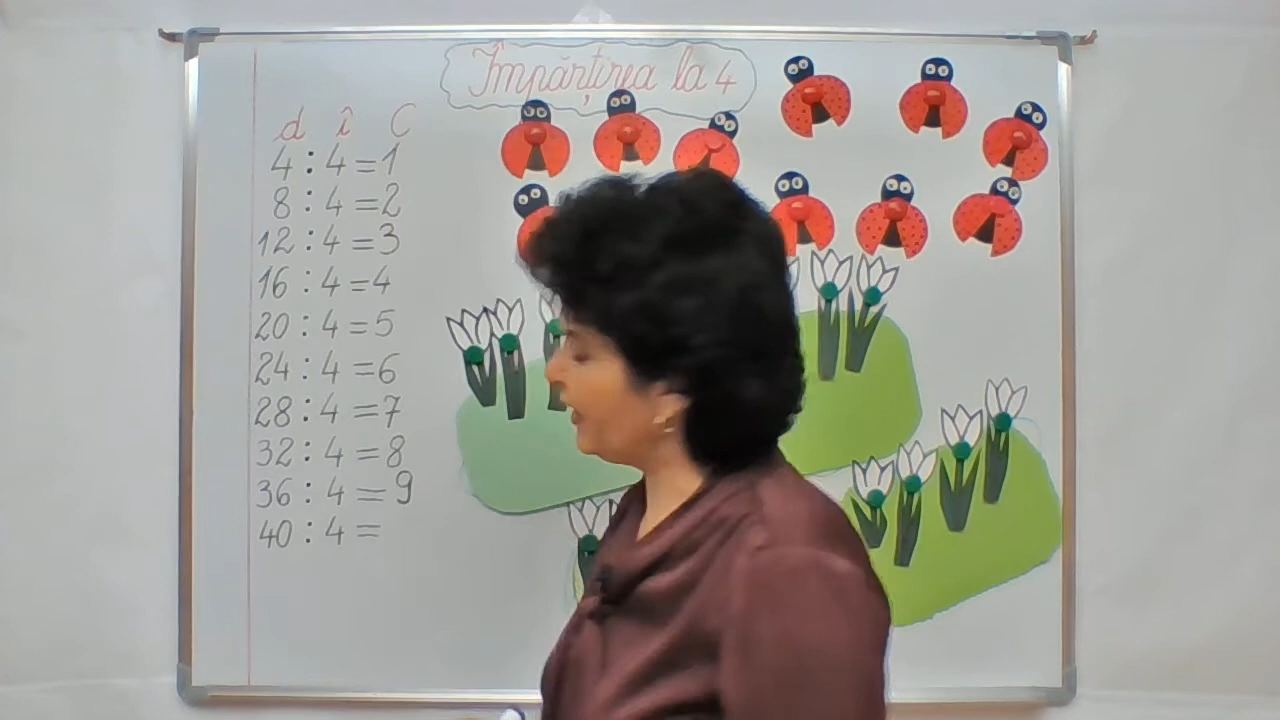 Împărțirea la 4
d î C
4 : 4 = 1
8 : 4 = 2
12 : 4 = 3
16 : 4 = 4
20 : 4 = 5
24 : 4 = 6
28 : 4 = 7
32 : 4 = 8
36 : 4 = 9
40 : 4 =